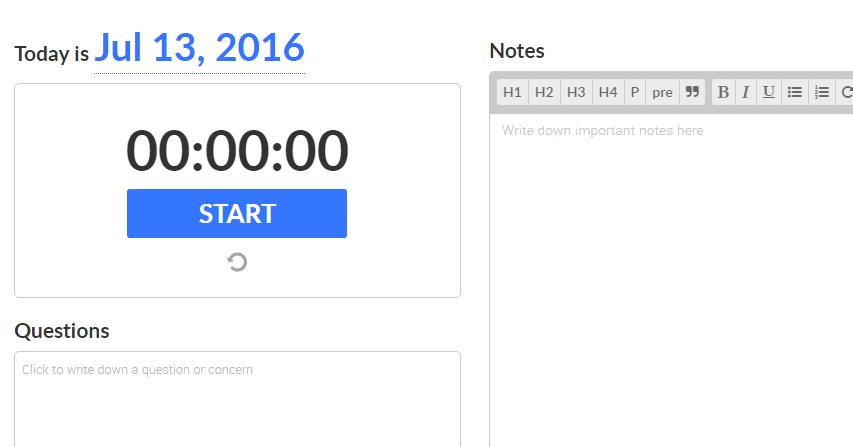 Today is Jul 13, 2016
00:00:00
START
Questions
Click to write down a question or concern
Notes
H1 H2 H3 H4 P pre B I U
Write down important notes here